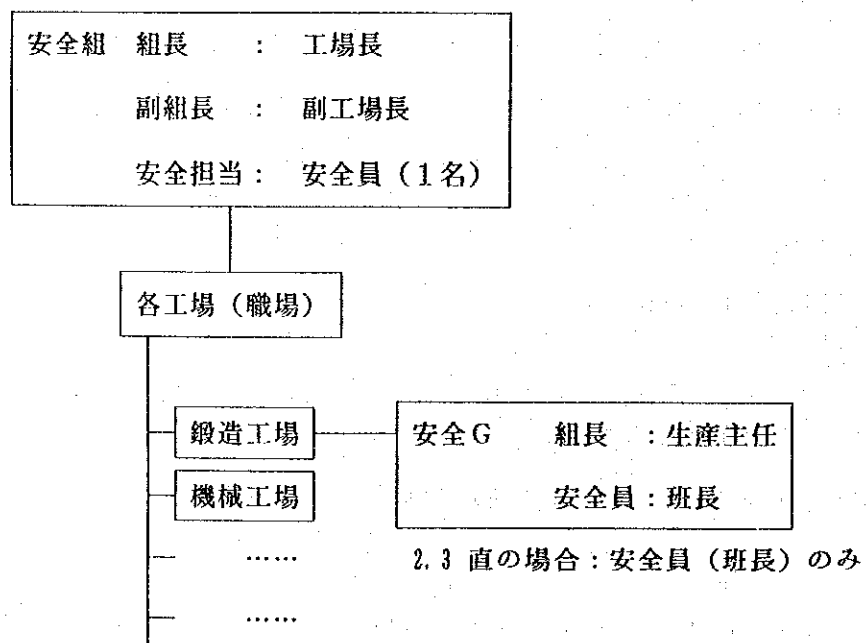 安全組 組長 : 工場長
副組長 : 副工場長
安全担当: 安全員(1名)
各工場(職場)
鍛造工場
安全G 組長 :生産主任
機械工場
安全員:班長
……
2.3 直の場合:安全員(班長)のみ
……